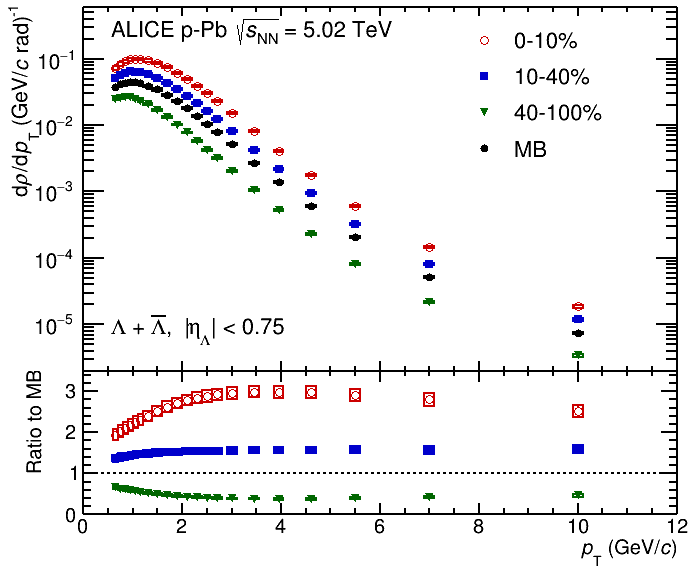 ALICE p-Pb √s_NN = 5.02 TeV
0-10%
10-40%
40-100%
MB
dρ/dp_T (GeV/c rad)^−1
10^−1
10^−2
10^−3
10^−4
10^−5
Λ + Λ̅, |η_Λ| < 0.75
Ratio to MB
3
2
1
0
0 2 4 6 8 10 12
p_T (GeV/c)